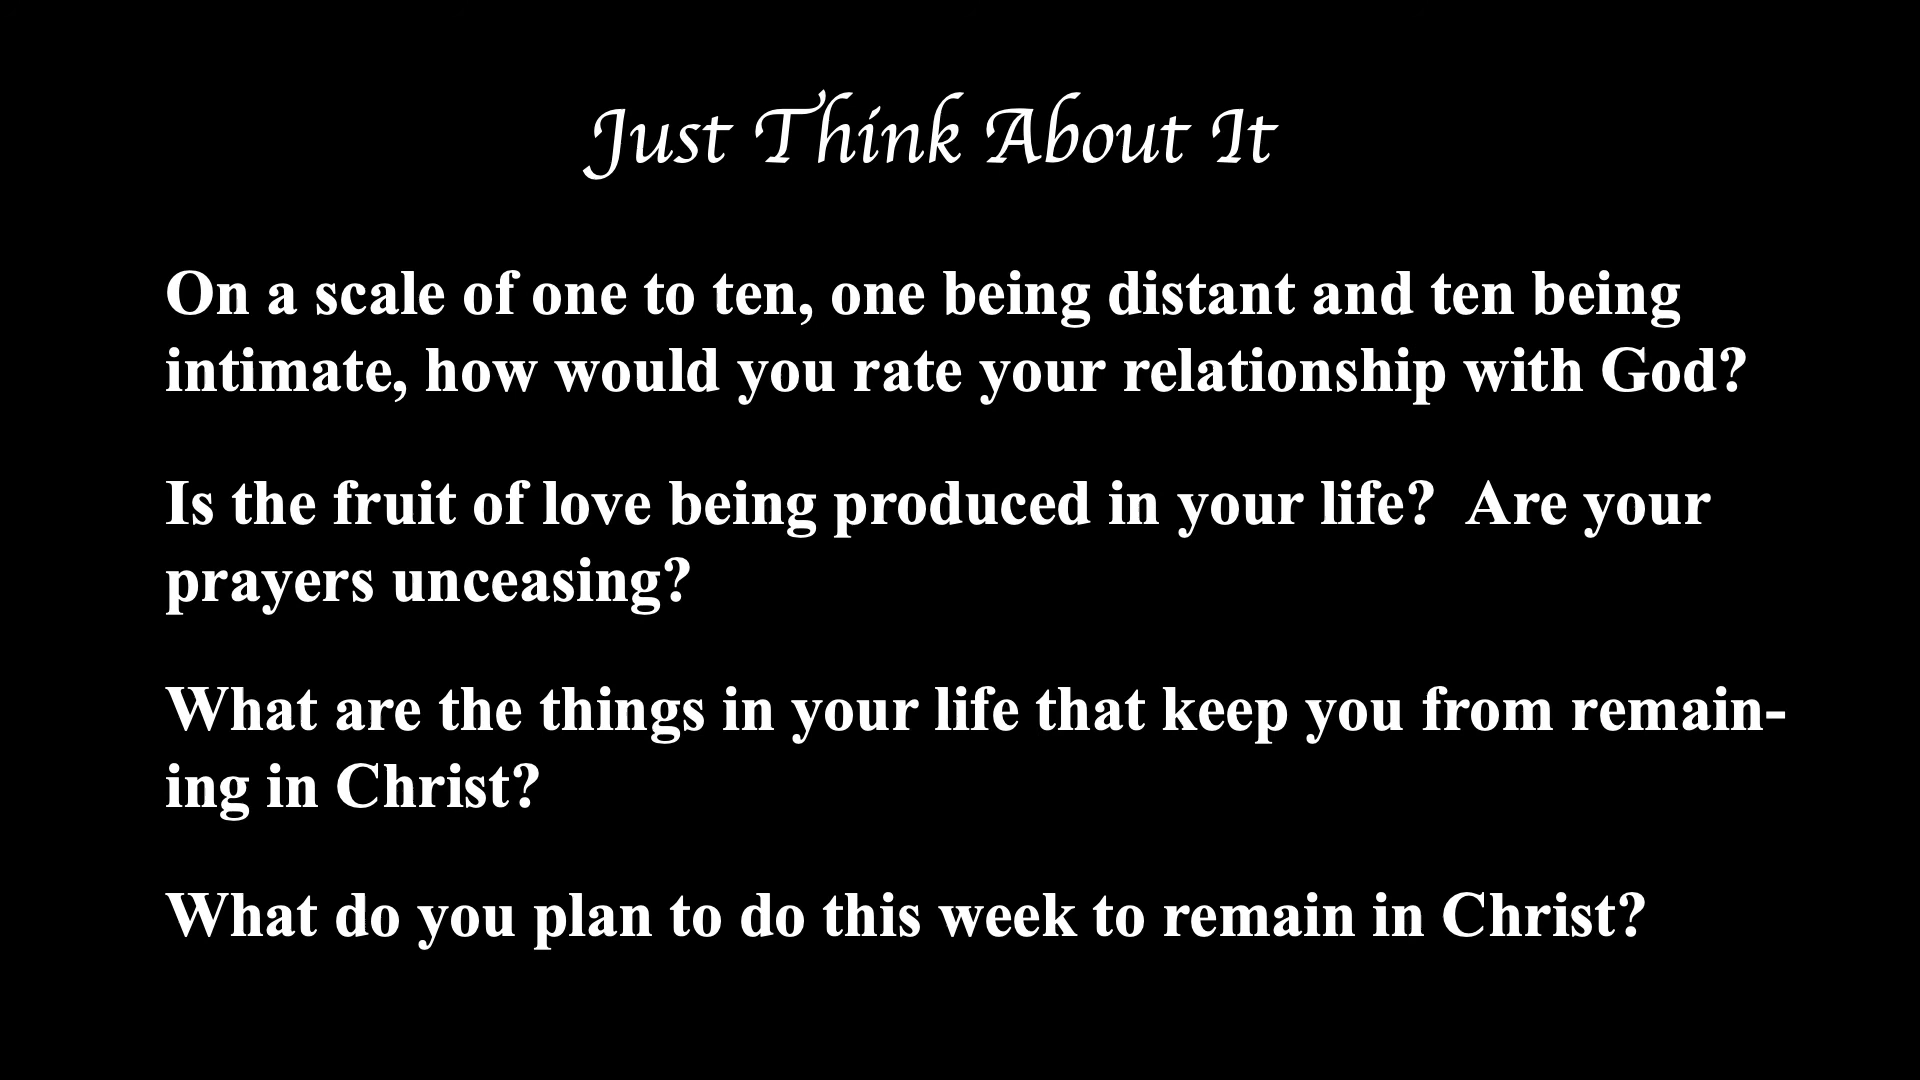 Just Think About It
On a scale of one to ten, one being distant and ten being
intimate, how would you rate your relationship with God?
Is the fruit of love being produced in your life?  Are your
prayers unceasing?
What are the things in your life that keep you from remain-
ing in Christ?
What do you plan to do this week to remain in Christ?